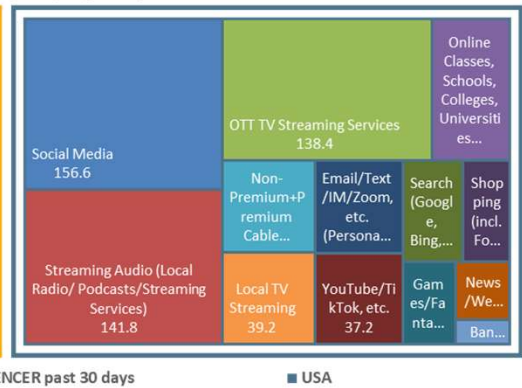 Social Media
156.6
OTT TV Streaming Services
138.4
Online
Classes,
Schools,
Colleges,
Universiti
es...
Streaming Audio (Local
Radio/ Podcasts/Streaming
Services)
141.8
Non-
Premium+P
remium
Cable...
Email/Text
/IM/Zoom,
etc.
(Persona...
Search
(Googl
e,
Bing,...
Shop
ping
(incl.
Fo...
Local TV
Streaming
39.2
YouTube/Ti
kTok, etc.
37.2
Gam
es/Fa
nta...
News
/We...
Ban...
ENCER past 30 days
USA